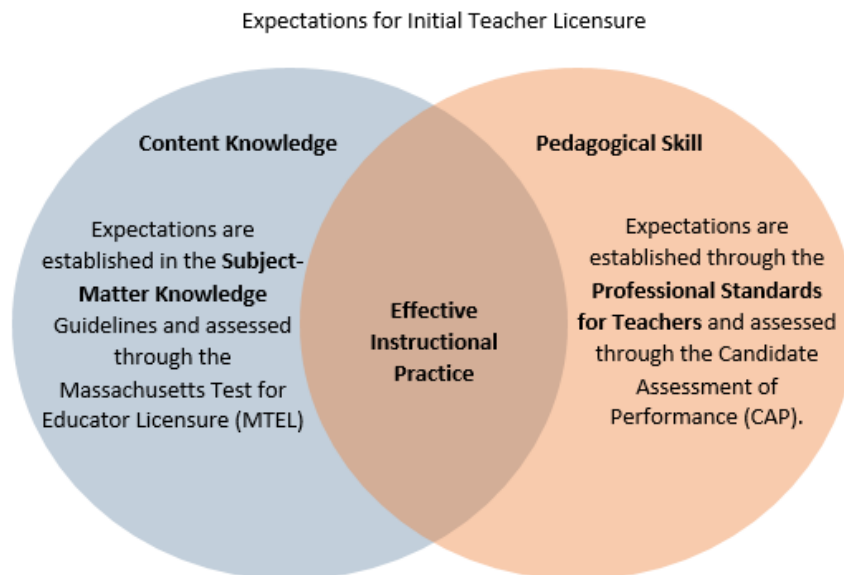 Expectations for Initial Teacher Licensure
Content Knowledge
Expectations are
established in the Subject-
Matter Knowledge
Guidelines and assessed
through the
Massachusetts Test for
Educator Licensure (MTEL)
Effective
Instructional
Practice
Pedagogical Skill
Expectations are
established through the
Professional Standards
for Teachers and assessed
through the Candidate
Assessment of
Performance (CAP).